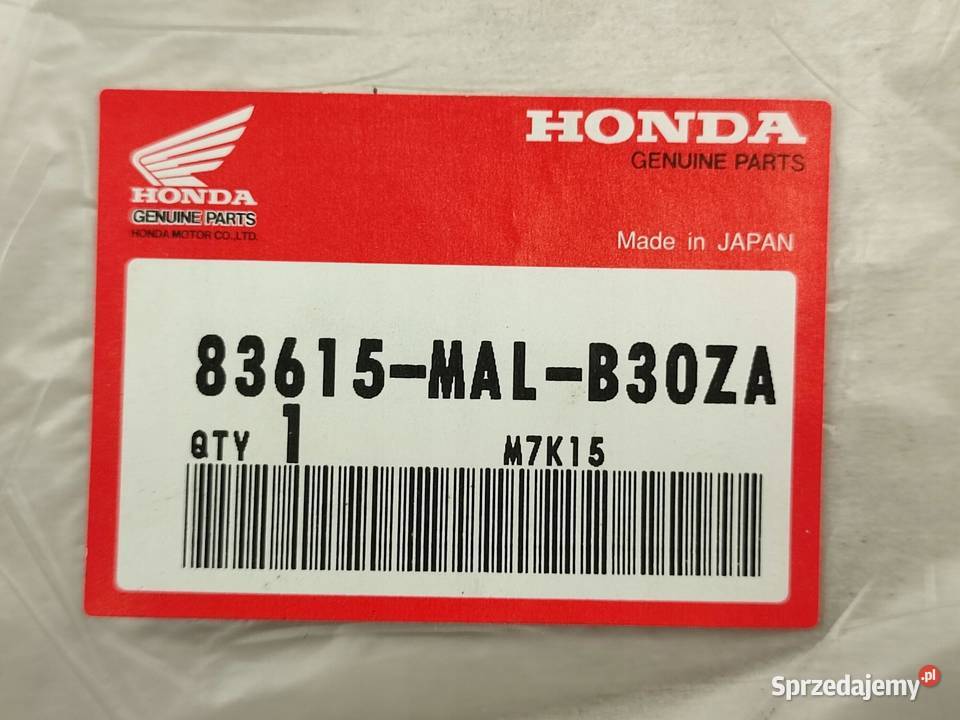 HONDA
GENUINE PARTS
HONDA
GENUINE PARTS
HONDA MOTOR CO.,LTD.
Made in JAPAN
83615-MAL-B30ZA
QTY 1 M7K15
Sprzedajemy.pl